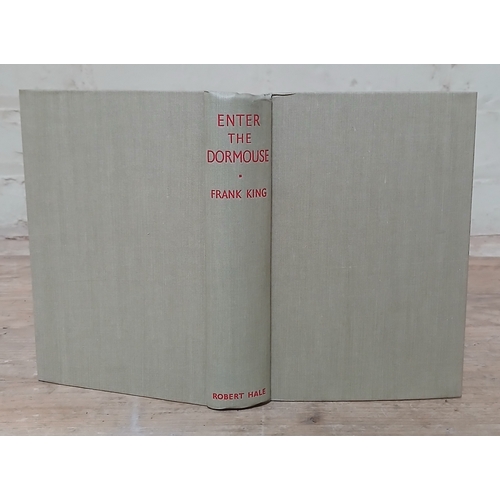 ENTER
THE
DORMOUSE
•
FRANK KING
ROBERT HALE